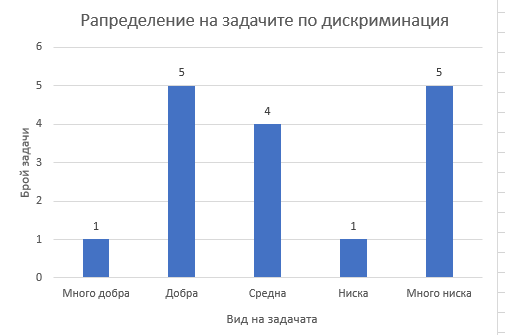 Рапределение на задачите по дискриминация
6
5
4
3
2
1
0
1
5
4
1
5
Брой задачи
Много добра
Добра
Средна
Ниска
Много ниска
Вид на задачата